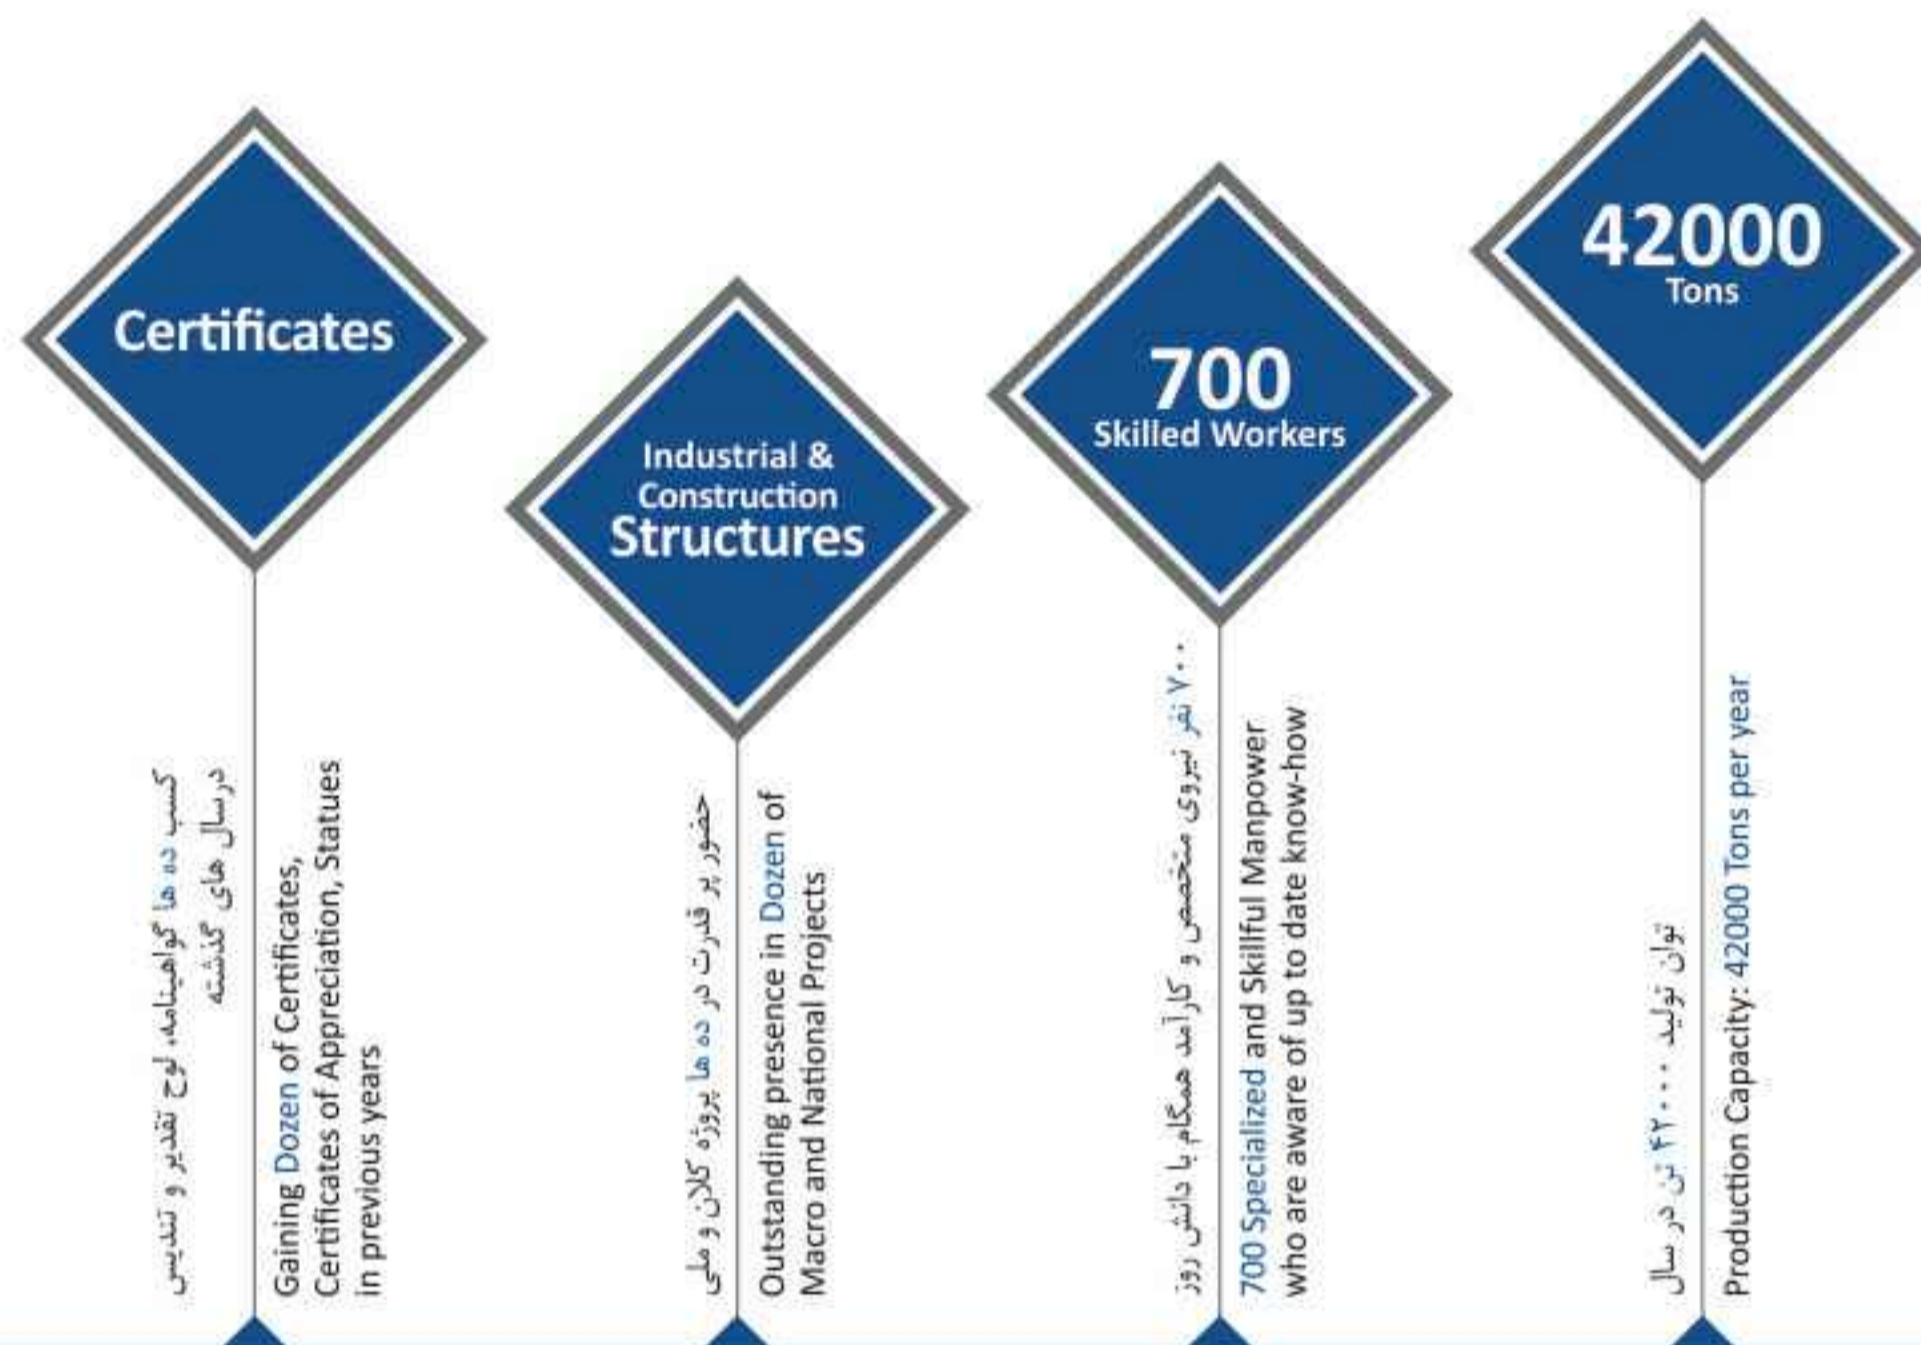 Certificates
کسب ده ها گواهینامه، لوح تقدیر و تندیس
درسال های گذشته
Gaining Dozen of Certificates,
Certificates of Appreciation, Statues
in previous years
Industrial &
Construction
Structures
حضور پر قدرت در ده ها پروژه کلان و ملی
Outstanding presence in Dozen of
Macro and National Projects
700
Skilled Workers
۷۰۰ نفر نیروی متخصص و کارآمد همگام با دانش روز
700 Specialized and Skillful Manpower
who are aware of up to date know-how
42000
Tons
توان تولید ۴۲۰۰۰ تن در سال
Production Capacity: 42000 Tons per year